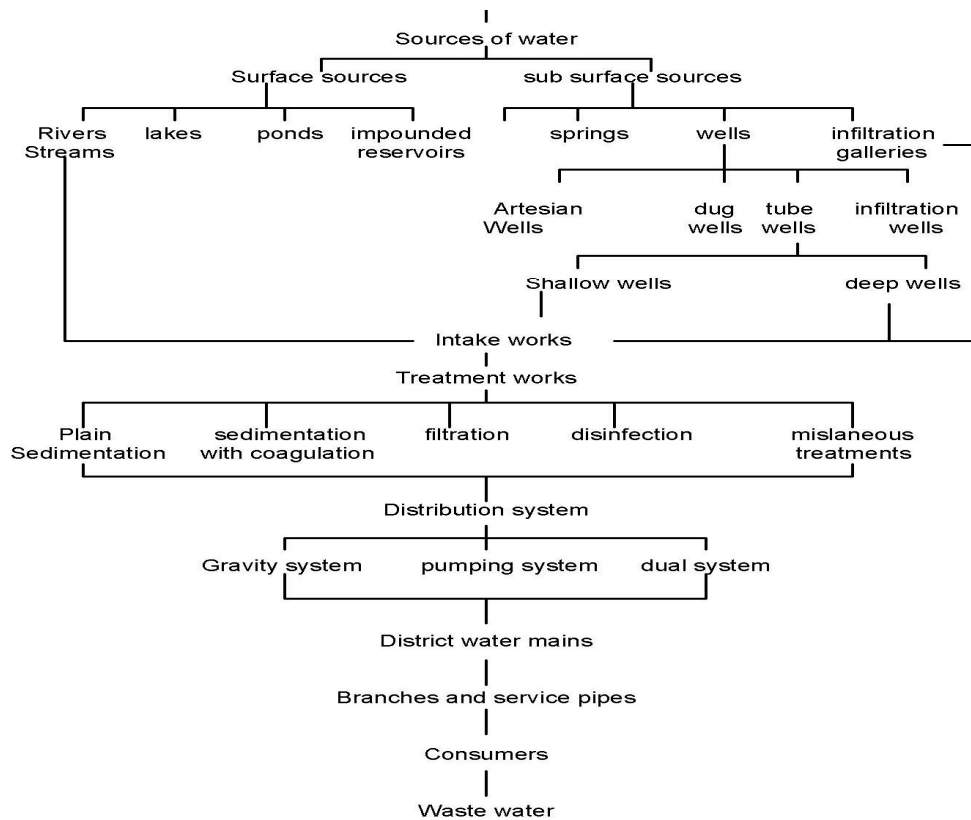 Sources of water
Surface sources
sub surface sources
Rivers
Streams
lakes
ponds
impounded
reservoirs
springs
wells
infiltration
galleries
Artesian
Wells
dug
wells
tube
wells
infiltration
wells
Shallow wells
deep wells
Intake works
Treatment works
Plain
Sedimentation
sedimentation
with coagulation
filtration
disinfection
mislaneous
treatments
Distribution system
Gravity system
pumping system
dual system
District water mains
Branches and service pipes
Consumers
Waste water